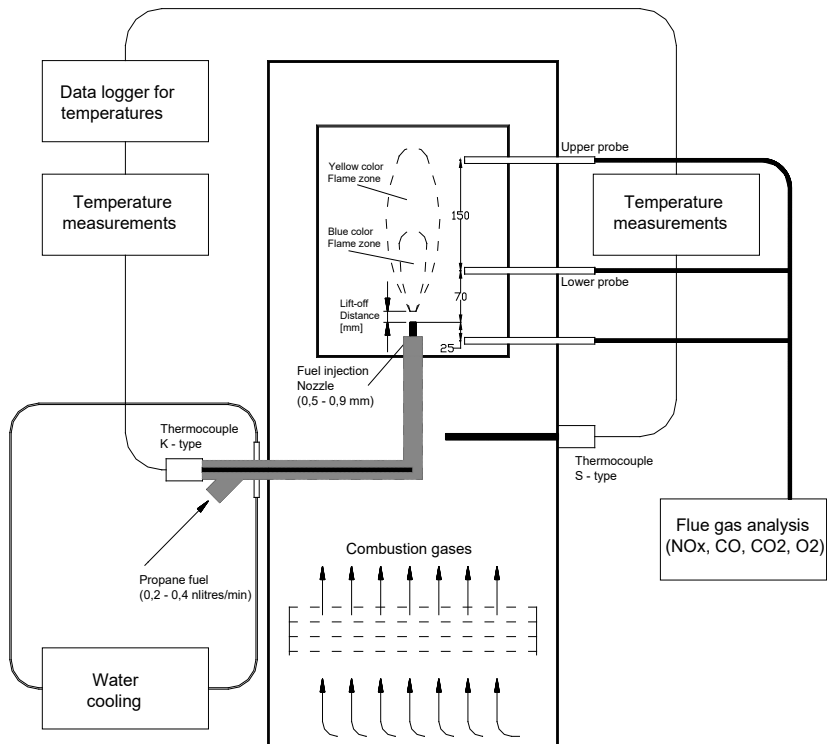 Data logger for
temperatures
Temperature
measurements
Yellow color
Flame zone
Blue color
Flame zone
Lift-off
Distance
[mm]
150
70
25
Upper probe
Lower probe
Temperature
measurements
Fuel injection
Nozzle
(0,5 - 0,9 mm)
Thermocouple
K - type
Thermocouple
S - type
Propane fuel
(0,2 - 0,4 nlitres/min)
Combustion gases
Flue gas analysis
(NOx, CO, CO2, O2)
Water
cooling